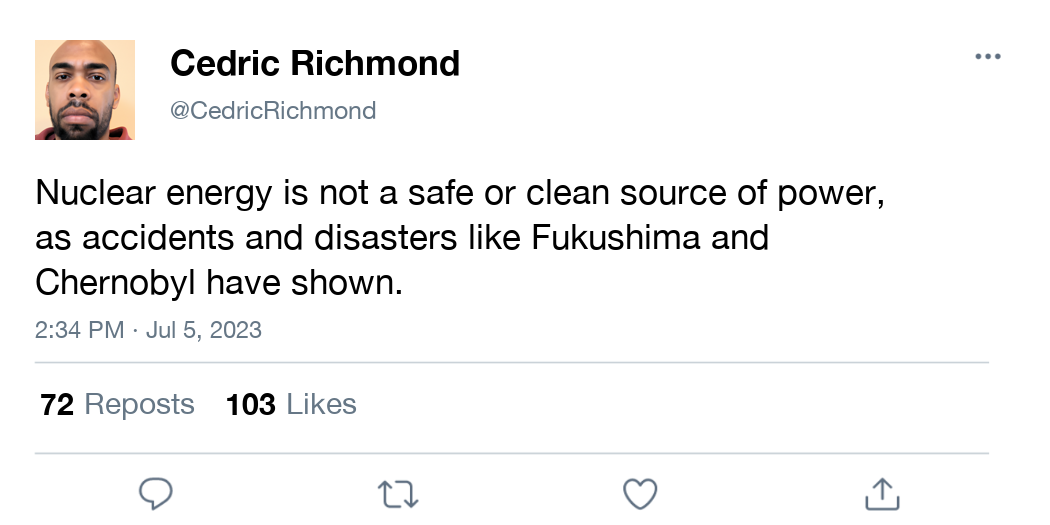 Cedric Richmond
@CedricRichmond
Nuclear energy is not a safe or clean source of power,
as accidents and disasters like Fukushima and
Chernobyl have shown.
2:34 PM · Jul 5, 2023
72 Reposts 103 Likes